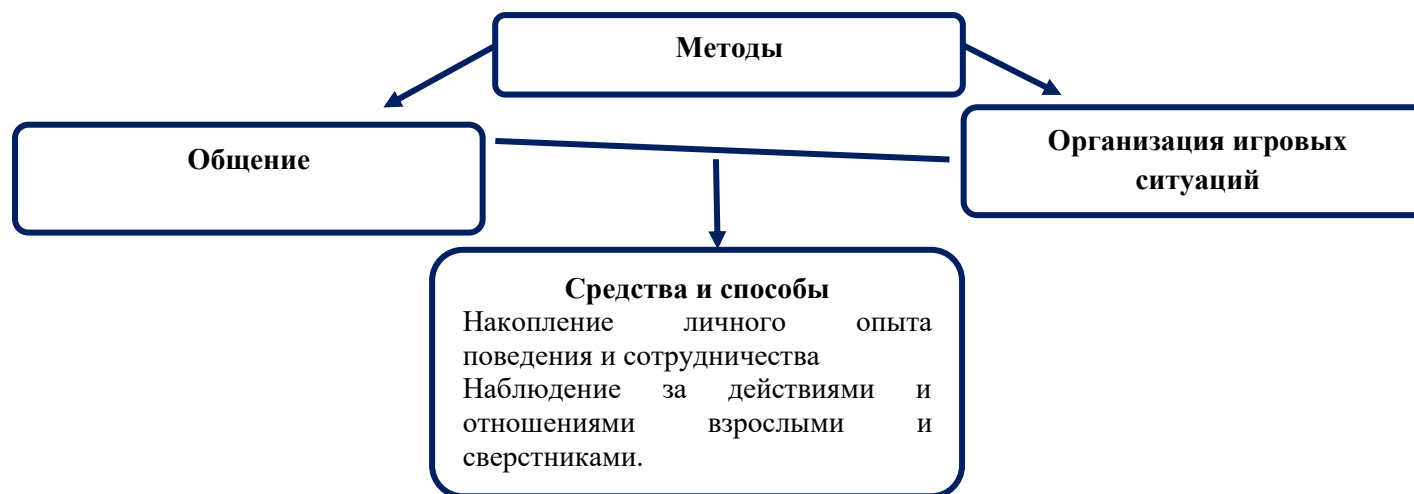 Методы
Общение
Организация игровых
ситуаций
Средства и способы
Накопление личного опыта
поведения и сотрудничества
Наблюдение за действиями и
отношениями взрослыми и
сверстниками.